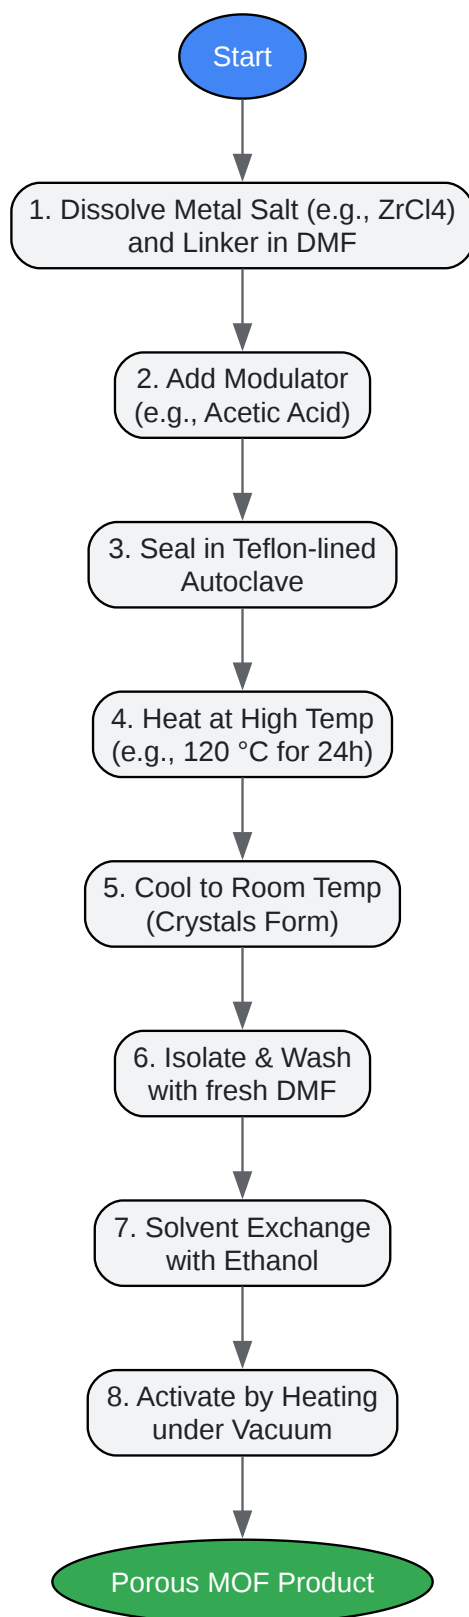 Start
1. Dissolve Metal Salt (e.g., ZrCl4)
and Linker in DMF
2. Add Modulator
(e.g., Acetic Acid)
3. Seal in Teflon-lined
Autoclave
4. Heat at High Temp
(e.g., 120 °C for 24h)
5. Cool to Room Temp
(Crystals Form)
6. Isolate & Wash
with fresh DMF
7. Solvent Exchange
with Ethanol
8. Activate by Heating
under Vacuum
Porous MOF Product